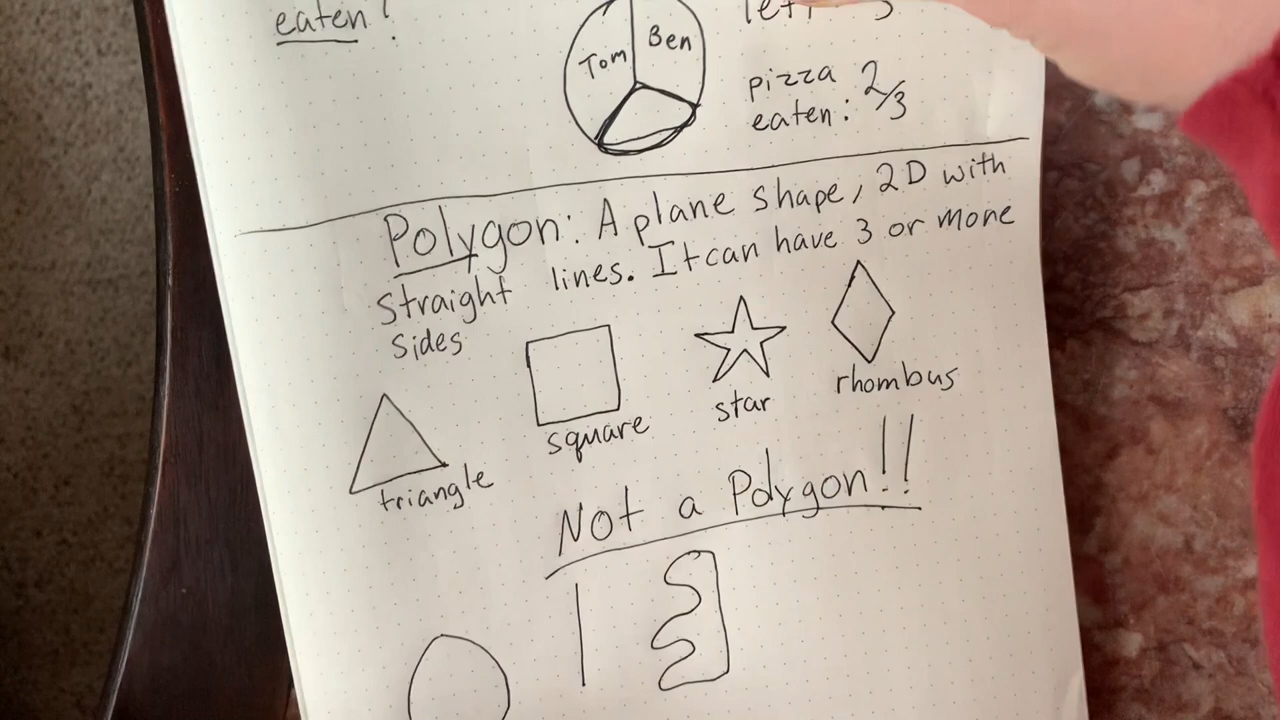 eaten?
Tom
Ben
pizza
eaten: 2/3
Polygon: A plane shape, 2D with
straight lines. It can have 3 or more
sides
triangle
square
star
rhombus
Not a Polygon!!